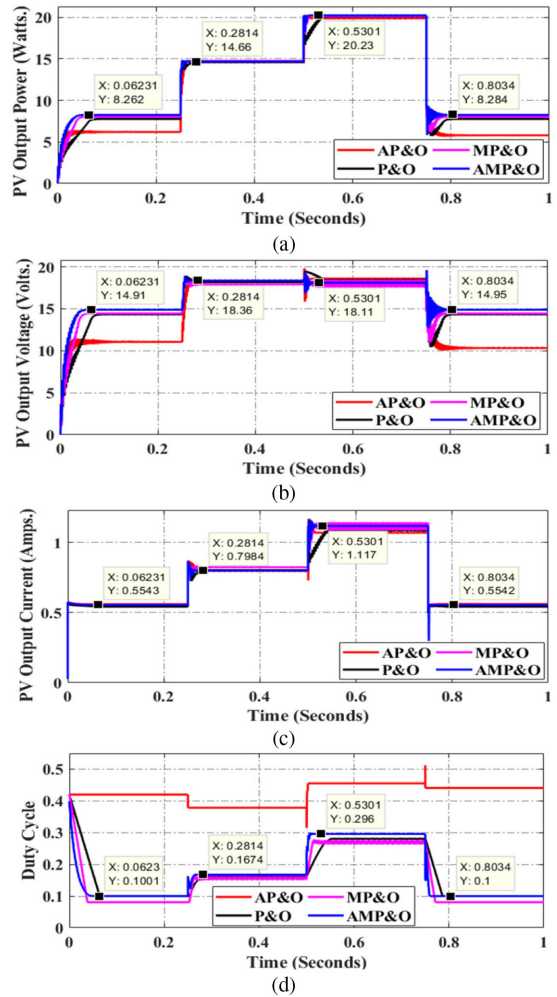 PV Output Power (Watts.)
20
15
10
5
0
X: 0.06231
Y: 8.262
X: 0.2814
Y: 14.66
X: 0.5301
Y: 20.23
X: 0.8034
Y: 8.284
AP&O MP&O
P&O AMP&O
0 0.2 0.4 0.6 0.8 1
Time (Seconds)
(a)
PV Output Voltage (Volts.)
20
15
10
5
0
X: 0.06231
Y: 14.91
X: 0.2814
Y: 18.36
X: 0.5301
Y: 18.11
X: 0.8034
Y: 14.95
AP&O MP&O
P&O AMP&O
0 0.2 0.4 0.6 0.8 1
Time (Seconds)
(b)
PV Output Current (Amps.)
1
0.5
0
X: 0.06231
Y: 0.5543
X: 0.2814
Y: 0.7984
X: 0.5301
Y: 1.117
X: 0.8034
Y: 0.5542
AP&O MP&O
P&O AMP&O
0 0.2 0.4 0.6 0.8 1
Time (Seconds)
(c)
Duty Cycle
0.5
0.4
0.3
0.2
0.1
0
X: 0.0623
Y: 0.1001
X: 0.2814
Y: 0.1674
X: 0.5301
Y: 0.296
X: 0.8034
Y: 0.1
AP&O MP&O
P&O AMP&O
0 0.2 0.4 0.6 0.8 1
Time (Seconds)
(d)